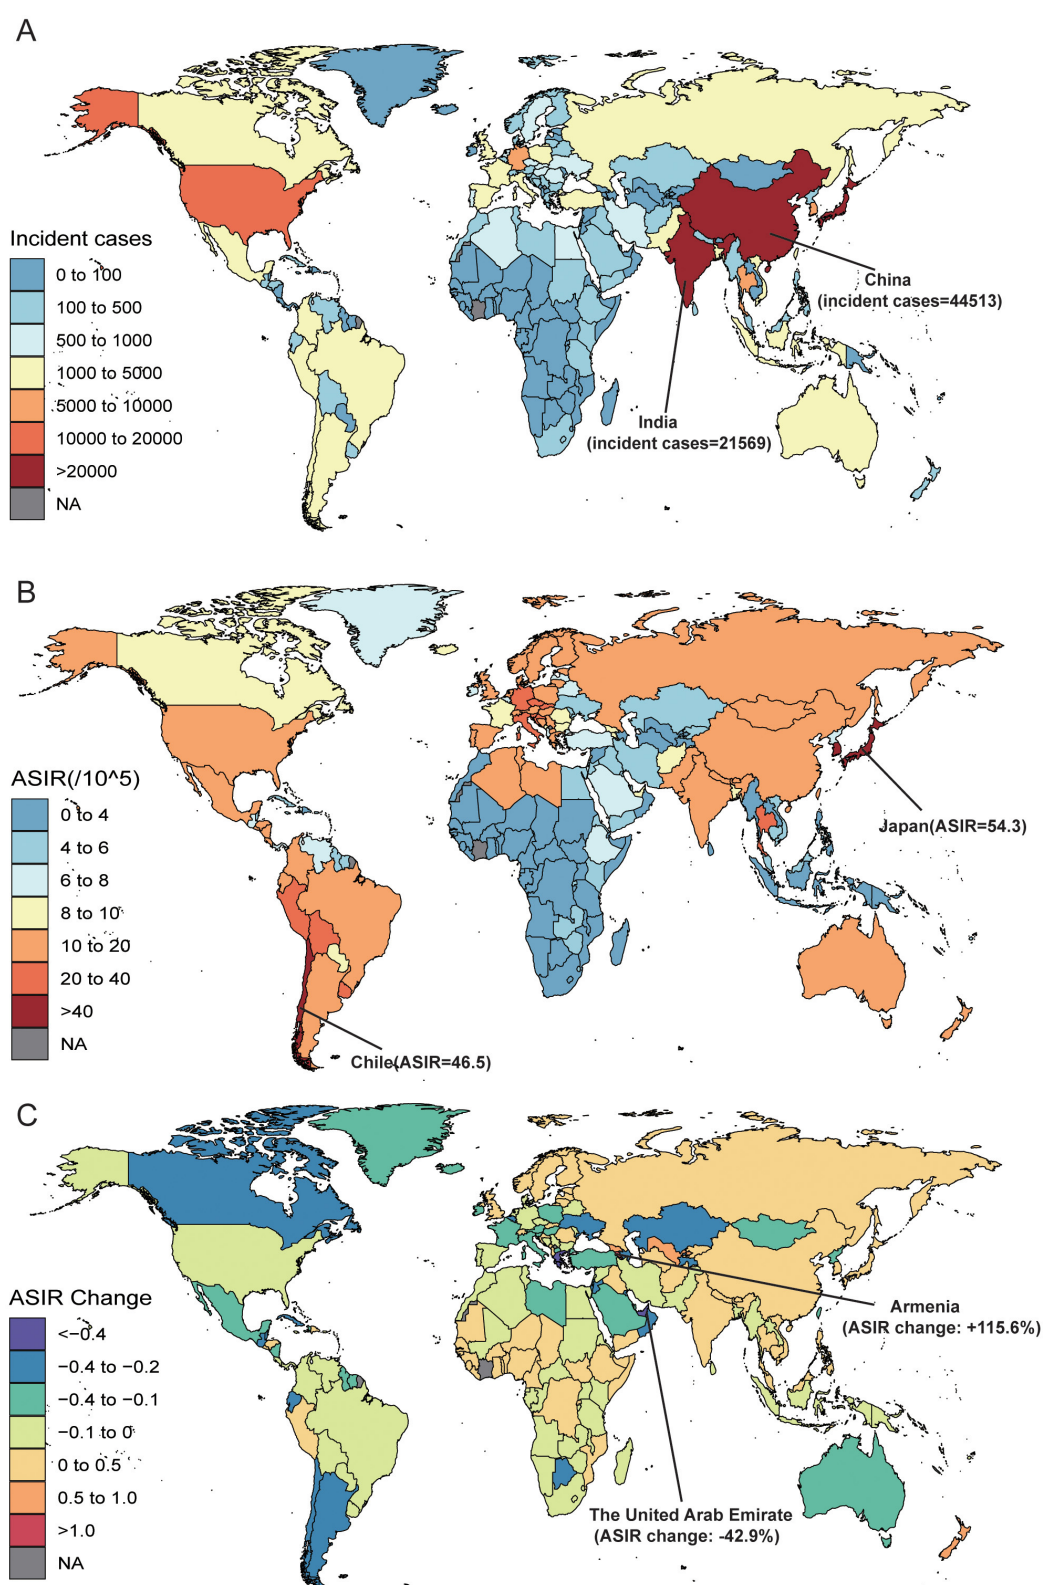 A
Incident cases
0 to 100
100 to 500
500 to 1000
1000 to 5000
5000 to 10000
10000 to 20000
>20000
NA
China
(incident cases=44513)
India
(incident cases=21569)
B
ASIR(/10^5)
0 to 4
4 to 6
6 to 8
8 to 10
10 to 20
20 to 40
>40
NA
Japan(ASIR=54.3)
Chile(ASIR=46.5)
C
ASIR Change
<−0.4
−0.4 to −0.2
−0.4 to −0.1
−0.1 to 0
0 to 0.5
0.5 to 1.0
>1.0
NA
Armenia
(ASIR change: +115.6%)
The United Arab Emirate
(ASIR change: -42.9%)